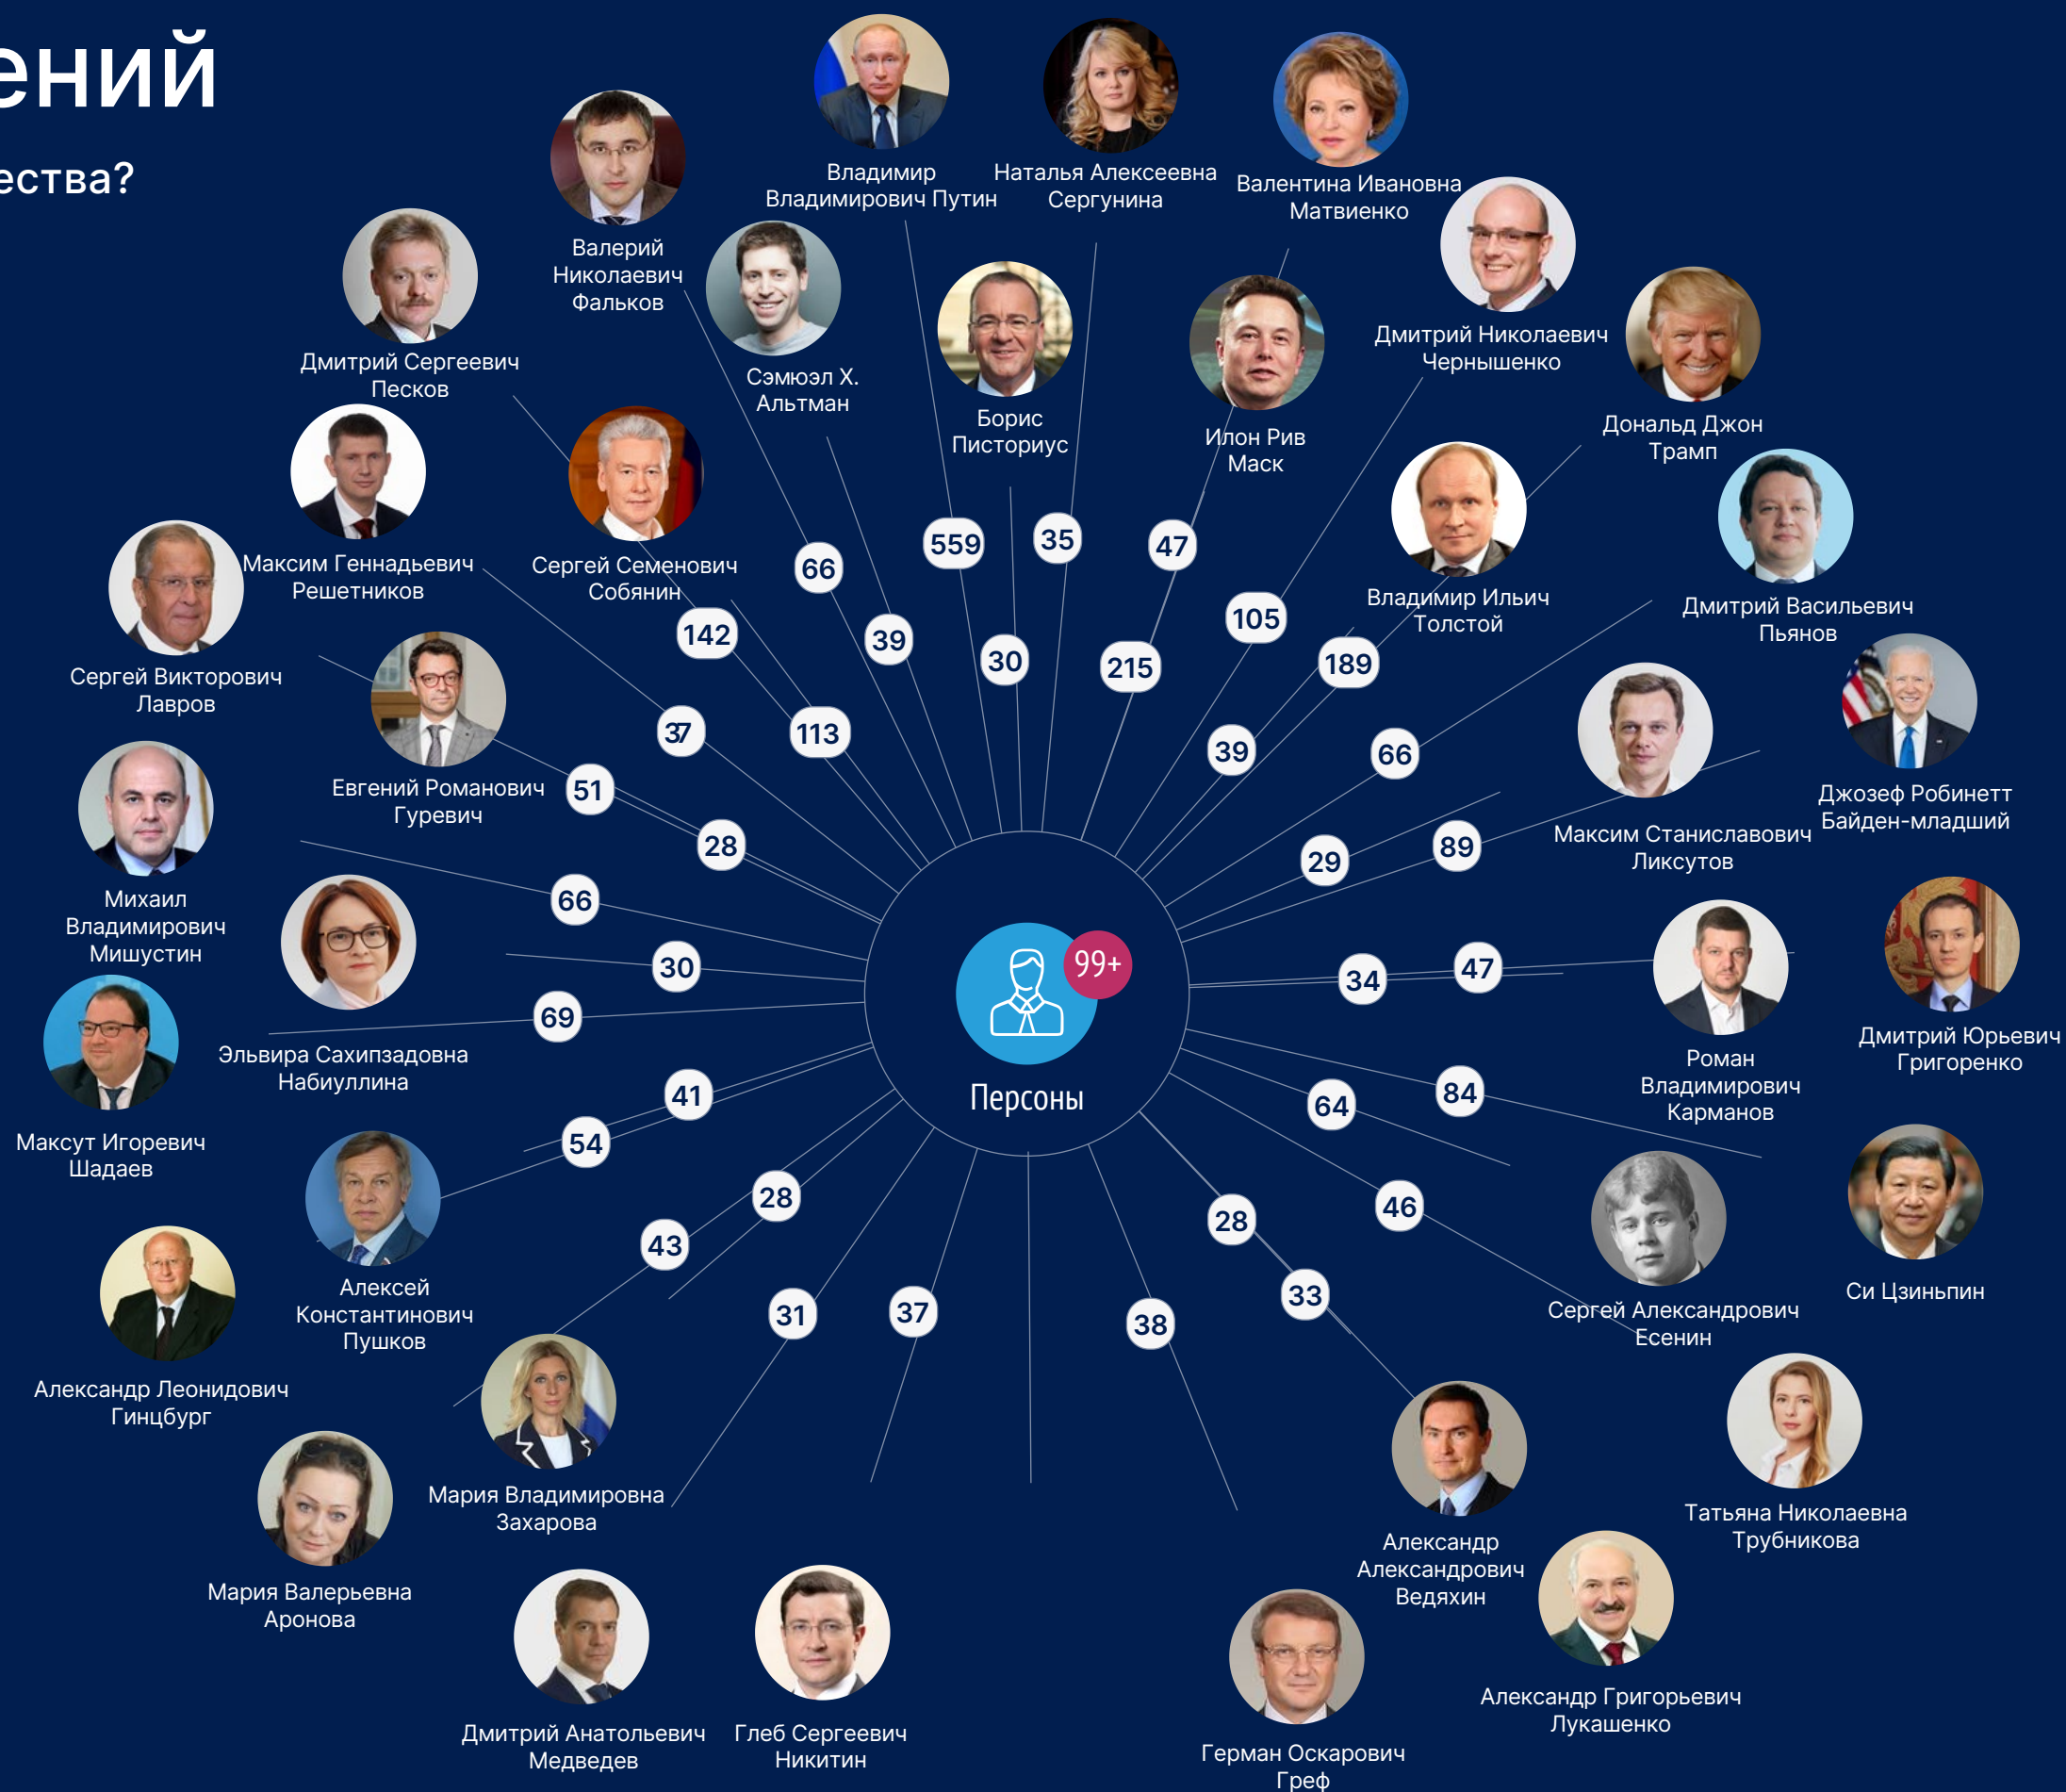 ений
ества?
Владимир
Владимирович Путин
Наталья Алексеевна
Сергунина
Валентина Ивановна
Матвиенко
Валерий
Николаевич
Фальков
Дмитрий Николаевич
Чернышенко
Дмитрий Сергеевич
Песков
Сэмюэл Х.
Альтман
Борис
Писториус
Илон Рив
Маск
Дональд Джон
Трамп
Максим Геннадьевич
Решетников
Сергей Семенович
Собянин
Владимир Ильич
Толстой
Дмитрий Васильевич
Пьянов
66
559
35
47
142
39
30
215
105
189
Сергей Викторович
Лавров
37
113
39
66
Евгений Романович
Гуревич
51
28
29
89
Максим Станиславович
Ликсутов
Джозеф Робинетт
Байден-младший
Михаил
Владимирович
Мишустин
66
30
69
34
47
99+
Персоны
Эльвира Сахипзадовна
Набиуллина
Роман
Владимирович
Карманов
Дмитрий Юрьевич
Григоренко
Максут Игоревич
Шадаев
41
54
64
84
28
43
28
46
Алексей
Константинович
Пушков
31
37
38
33
Сергей Александрович
Есенин
Си Цзиньпин
Александр Леонидович
Гинцбург
Мария Владимировна
Захарова
Татьяна Николаевна
Трубникова
Александр
Александрович
Ведяхин
Мария Валерьевна
Аронова
Дмитрий Анатольевич
Медведев
Глеб Сергеевич
Никитин
Герман Оскарович
Греф
Александр Григорьевич
Лукашенко